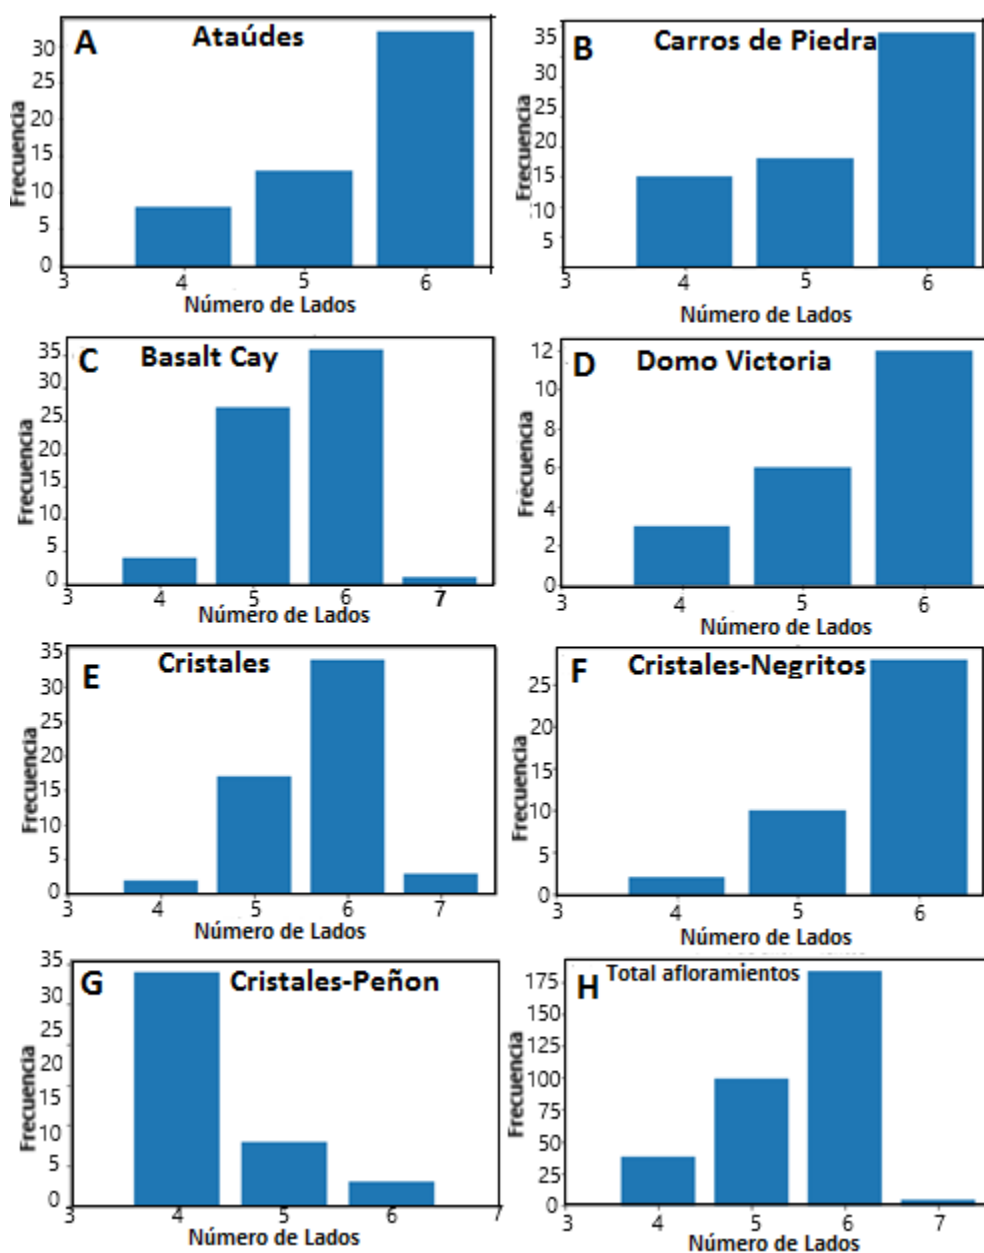 A Ataúdes
Frecuencia
30
25
20
15
10
5
0
3 4 5 6
Número de Lados
B Carros de Piedra
Frecuencia
35
30
25
20
15
10
5
3 4 5 6
Número de Lados
C Basalt Cay
Frecuencia
35
30
25
20
15
10
5
0
3 4 5 6 7
Número de Lados
D Domo Victoria
Frecuencia
12
10
8
6
4
2
0
3 4 5 6
Número de Lados
E Cristales
Frecuencia
35
30
25
20
15
10
5
0
3 4 5 6 7
Número de Lados
F Cristales-Negritos
Frecuencia
25
20
15
10
5
0
3 4 5 6
Número de Lados
G Cristales-Peñon
Frecuencia
35
30
25
20
15
10
5
0
3 4 5 6 7
Número de Lados
H Total afloramientos
Frecuencia
175
150
125
100
75
50
25
0
3 4 5 6 7
Número de Lados